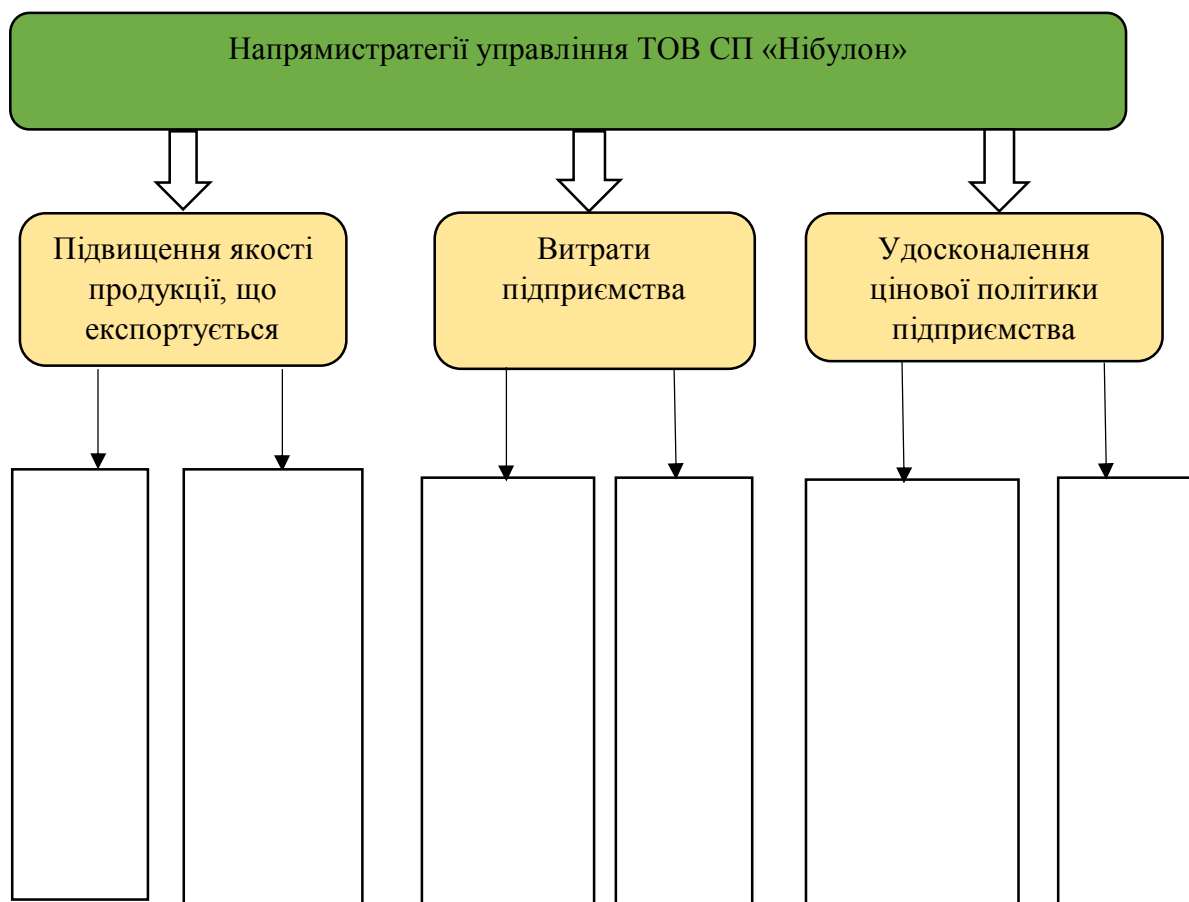 Напрямистратегії управління ТОВ СП «Нібулон»
Підвищення якості
продукції, що
експортується
Витрати
підприємства
Удосконалення
цінової політики
підприємства